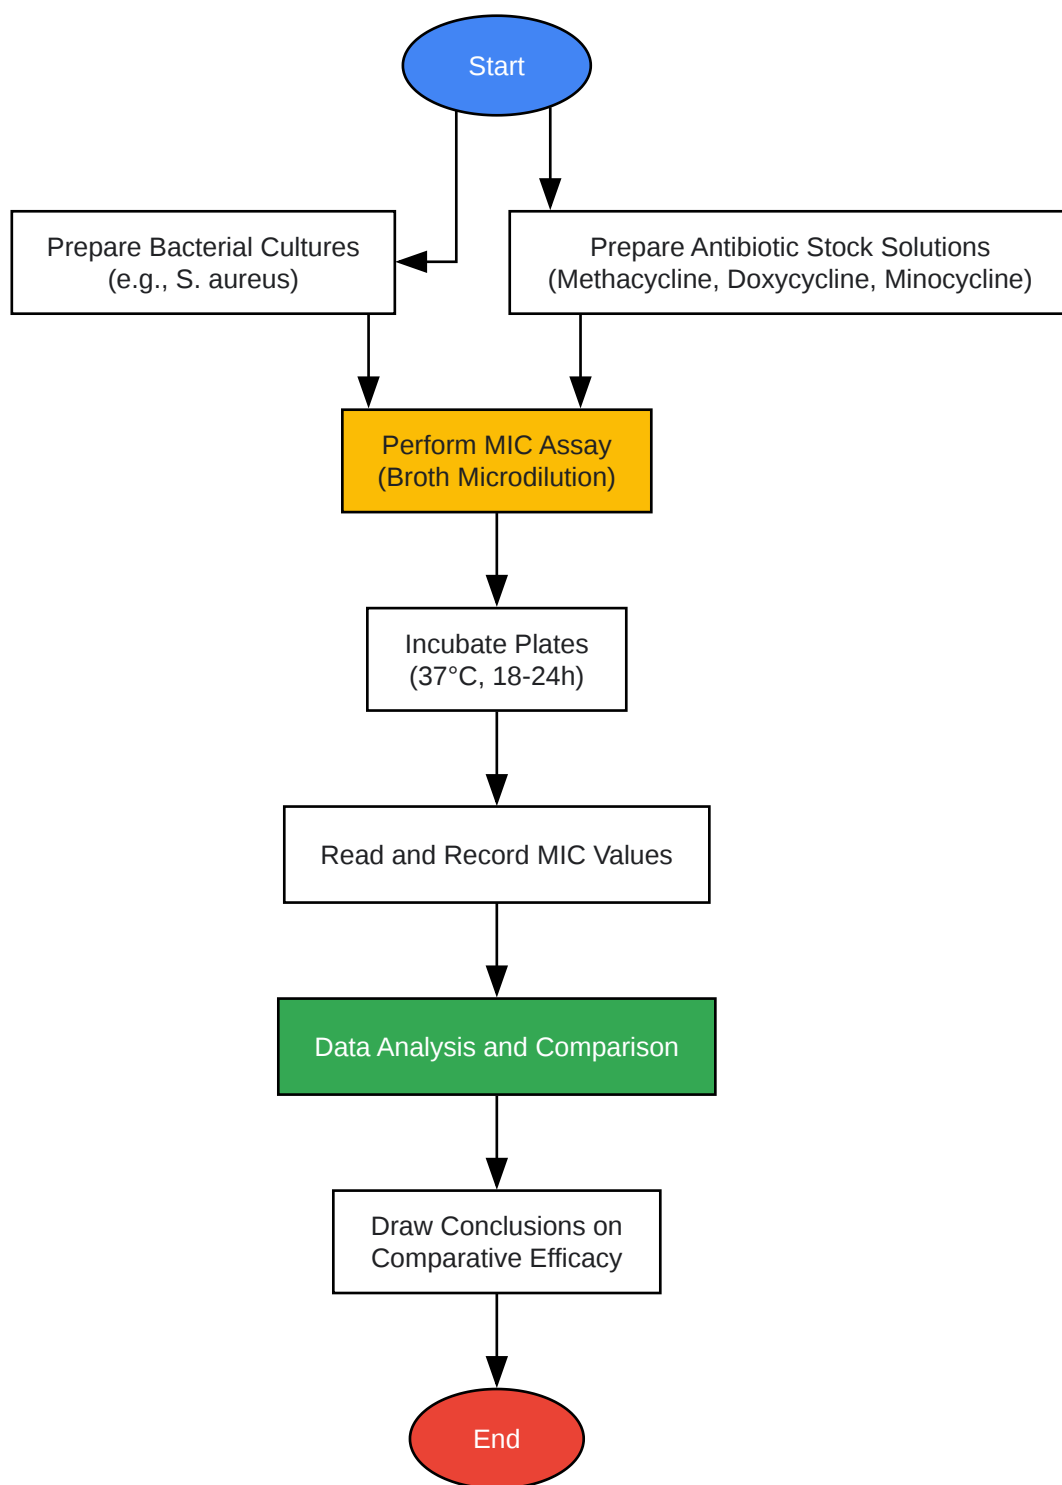 Start
Prepare Bacterial Cultures
(e.g., S. aureus)
Prepare Antibiotic Stock Solutions
(Methacycline, Doxycycline, Minocycline)
Perform MIC Assay
(Broth Microdilution)
Incubate Plates
(37°C, 18-24h)
Read and Record MIC Values
Data Analysis and Comparison
Draw Conclusions on
Comparative Efficacy
End